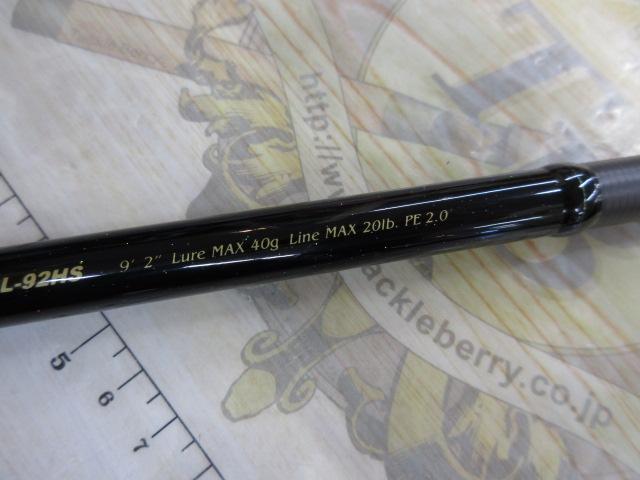 L-92HS 9' 2" Lure MAX 40g Line MAX 20lb. PE 2.0
http://www
ackleberry.co.jp
5
6
7